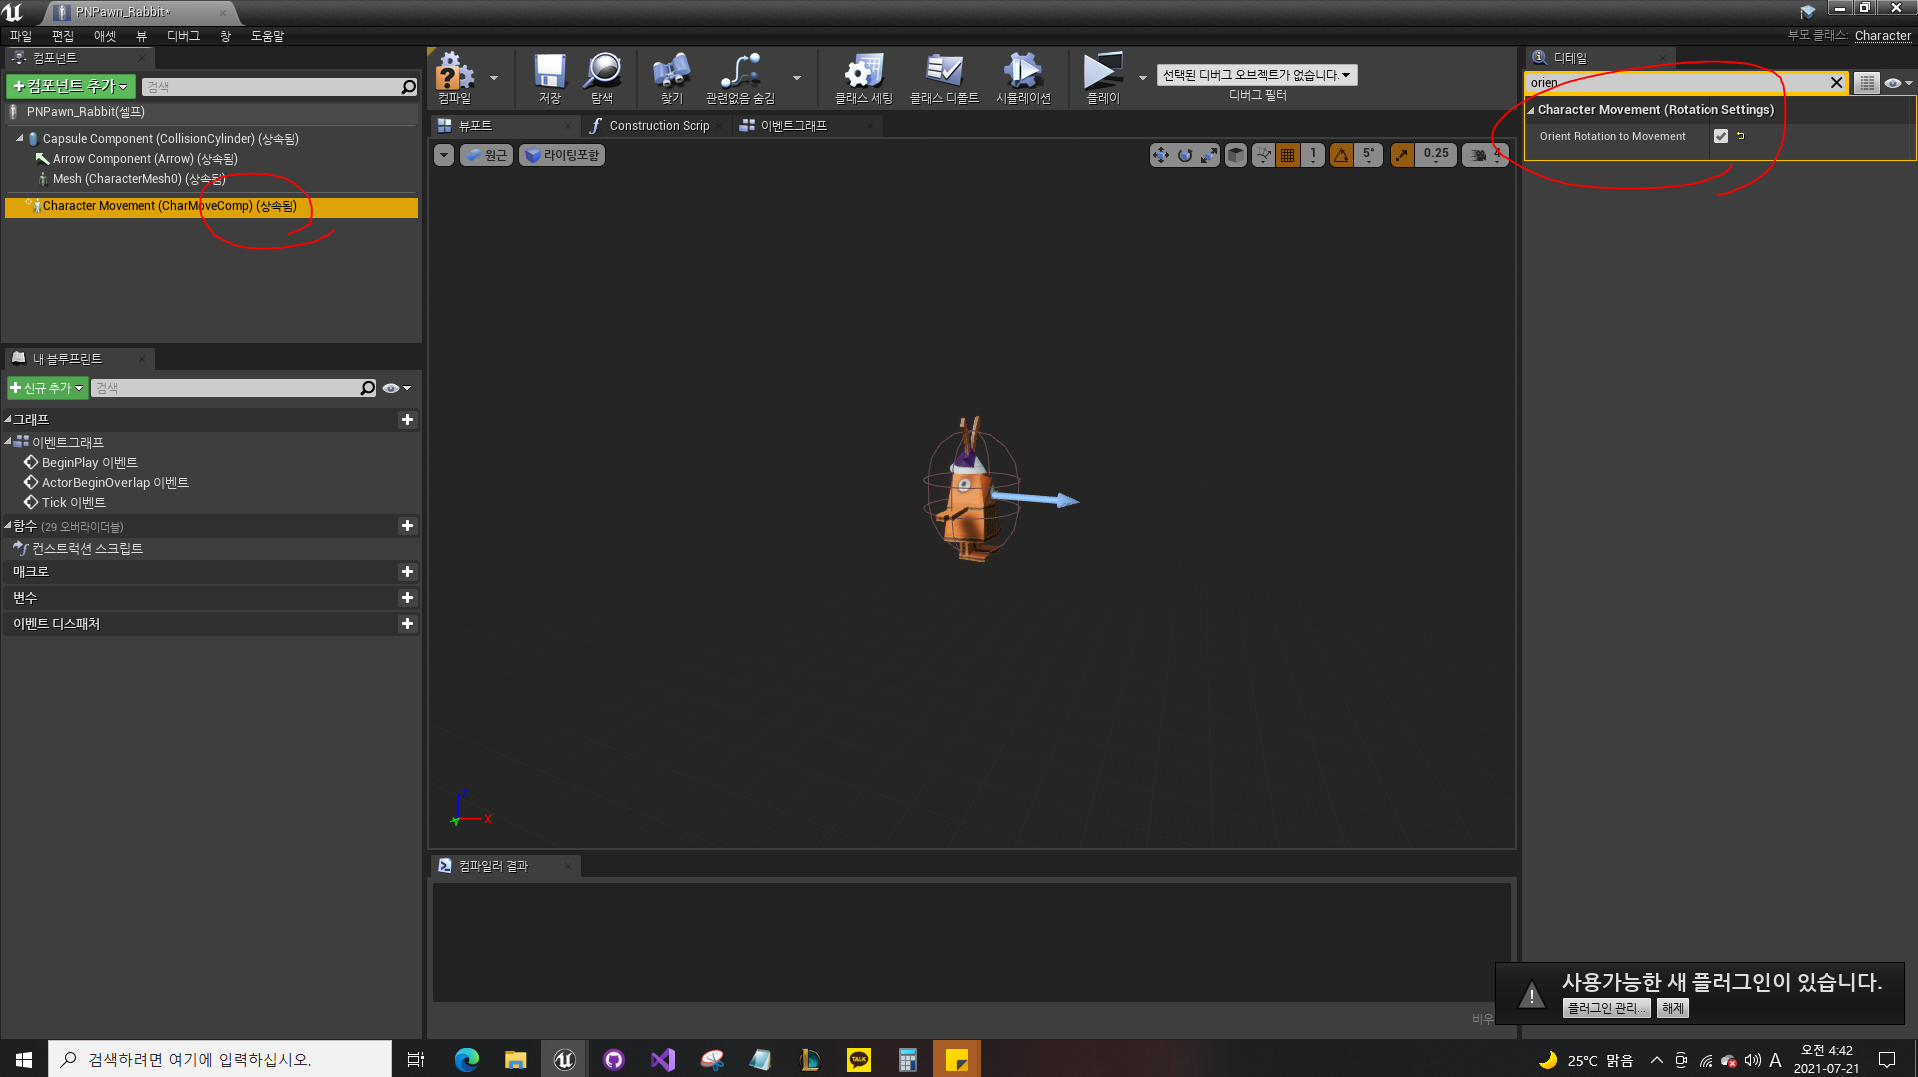 PNPawn_Rabbit*
파일 편집 애셋 뷰 디버그 창 도움말
부모 클래스: Character
컴포넌트
+컴포넌트 추가
검색
PNPawn_Rabbit(셀프)
Capsule Component (CollisionCylinder) (상속됨)
Arrow Component (Arrow) (상속됨)
Mesh (CharacterMesh0) (상속됨)
Character Movement (CharMoveComp) (상속됨)
내 블루프린트
+신규 추가
검색
그래프
이벤트그래프
BeginPlay 이벤트
ActorBeginOverlap 이벤트
Tick 이벤트
함수 (29 오버라이더블)
컨스트럭션 스크립트
매크로
변수
이벤트 디스패처
컴파일 저장 탐색 찾기 관련없음 숨김 클래스 세팅 클래스 디폴트 시뮬레이션 플레이
선택된 디버그 오브젝트가 없습니다.
디버그 필터
뷰포트 Construction Scrip 이벤트그래프
원근 라이팅포함
1 5° 0.25 4
Z
X
Y
컴파일러 결과
비우
디테일
orien
Character Movement (Rotation Settings)
Orient Rotation to Movement
사용가능한 새 플러그인이 있습니다.
플러그인 관리... 해제
검색하려면 여기에 입력하십시오.
TALK
25°C 맑음
A
오전 4:42
2021-07-21